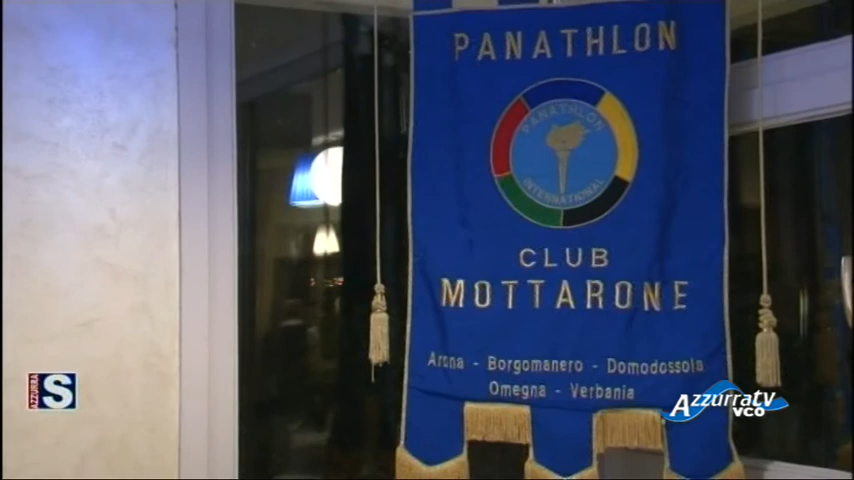 PANATHLON
PANATHLON
INTERNATIONAL
CLUB
MOTTARONE
Arona - Borgomanero - Domodossola
Omegna - Verbania
AZZURRA
S
Azzurratv
vco